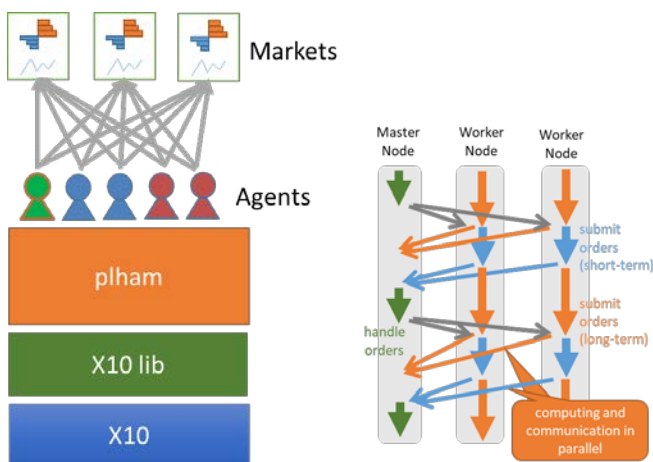 Markets
Agents
plham
X10 lib
X10
Master
Node
Worker
Node
Worker
Node
submit
orders
(short-term)
submit
orders
(long-term)
handle
orders
computing and
communication in
parallel